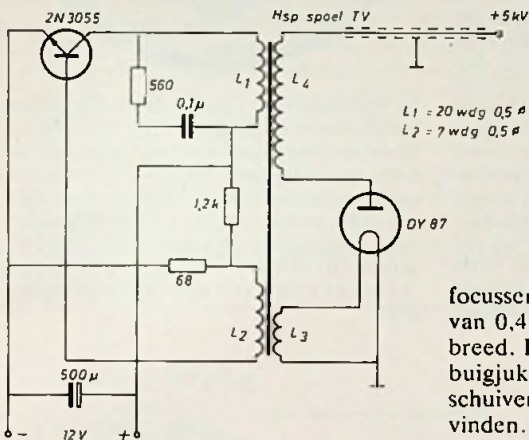 2N3055
Hsp spoel TV
+5kV
560
L1
L4
0,1µ
L1 = 20 wdg 0,5 ø
L2 = 7 wdg 0,5 ø
1,2k
DY 87
68
L2
L3
500µ
- 12V +
focusser
van 0,4
breed. 
buigjuk
schuiver
vinden.